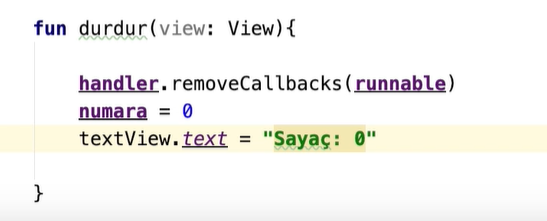 fun durdur(view: View){
handler.removeCallbacks(runnable)
numara = 0
textView.text = "Sayaç: 0"
}